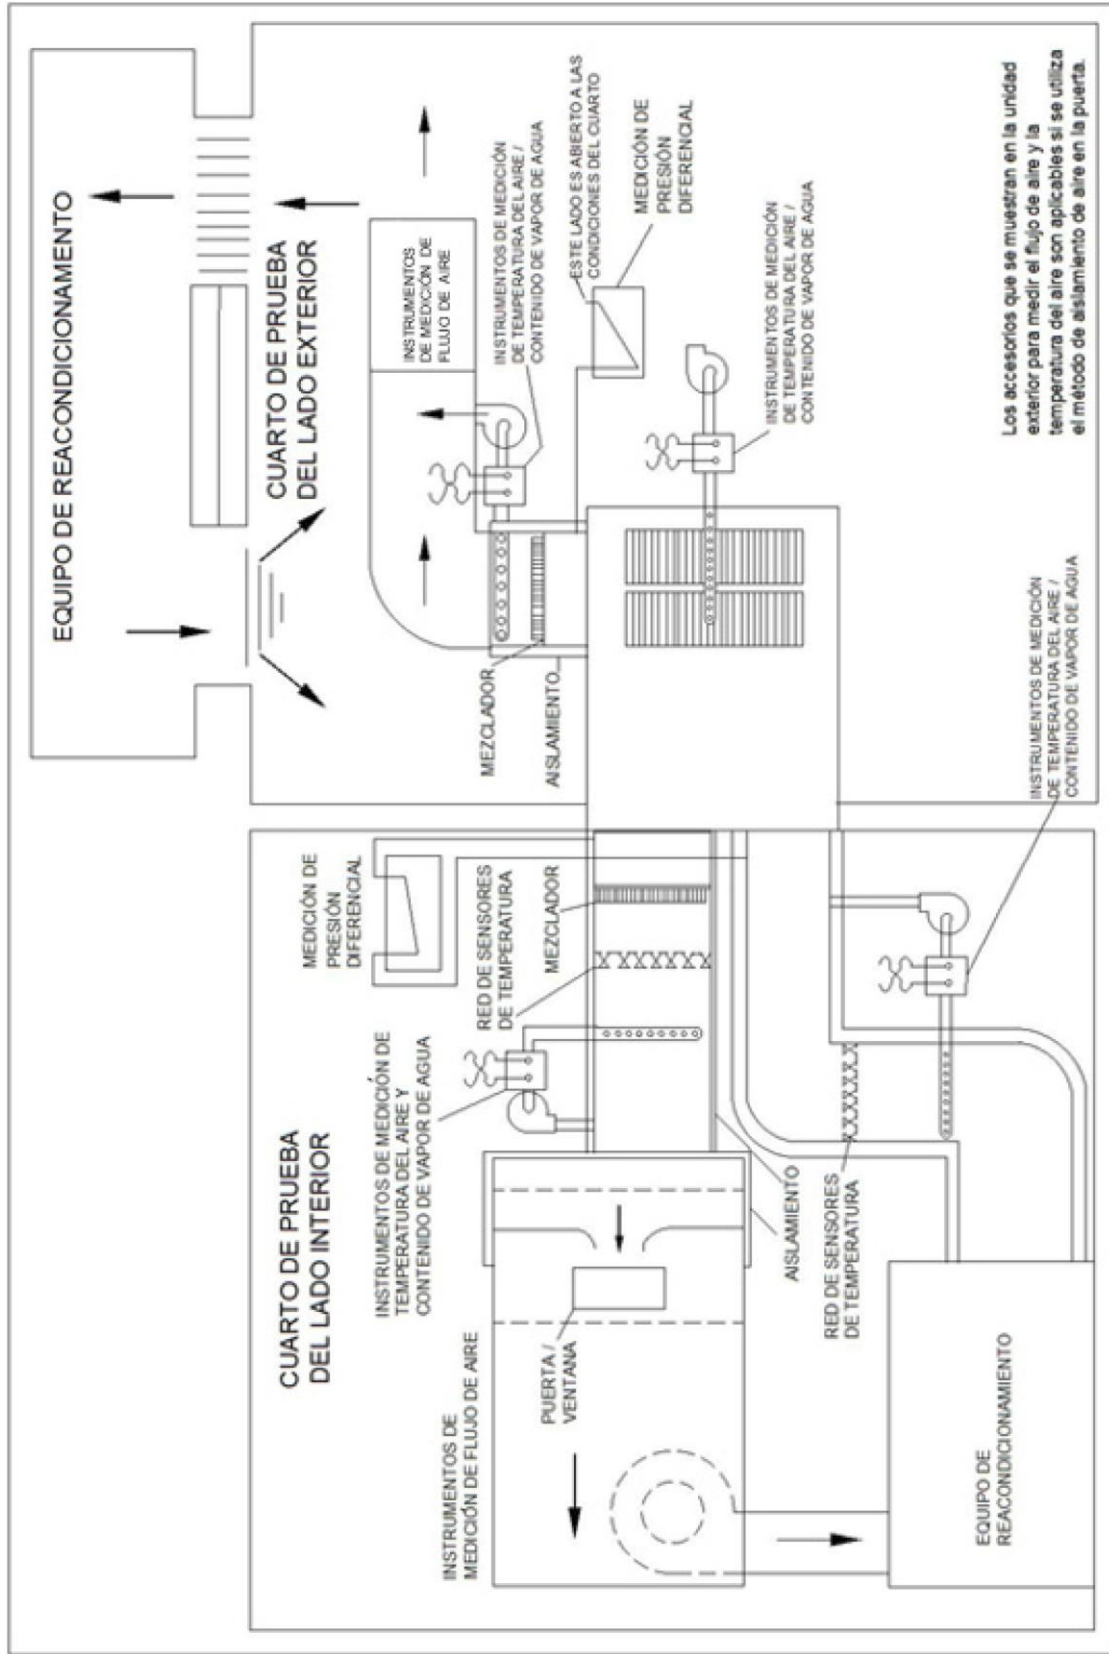 EQUIPO DE REACONDICIONAMENTO
CUARTO DE PRUEBA
DEL LADO EXTERIOR
INSTRUMENTOS
DE MEDICIÓN DE
FLUJO DE AIRE
INSTRUMENTOS DE MEDICIÓN
DE TEMPERATURA DEL AIRE /
CONTENIDO DE VAPOR DE AGUA
ESTE LADO ES ABIERTO A LAS
CONDICIONES DEL CUARTO
MEDICIÓN DE
PRESIÓN
DIFERENCIAL
MEZCLADOR
AISLAMIENTO
INSTRUMENTOS DE MEDICIÓN
DE TEMPERATURA DEL AIRE /
CONTENIDO DE VAPOR DE AGUA
Los accesorios que se muestran en la unidad
exterior para medir el flujo de aire y la
temperatura del aire son aplicables si se utiliza
el método de aislamiento de aire en la puerta.
CUARTO DE PRUEBA
DEL LADO INTERIOR
MEDICIÓN DE
PRESIÓN
DIFERENCIAL
INSTRUMENTOS DE MEDICIÓN DE
TEMPERATURA DEL AIRE Y
CONTENIDO DE VAPOR DE AGUA
RED DE SENSORES
DE TEMPERATURA
MEZCLADOR
INSTRUMENTOS DE
MEDICIÓN DE FLUJO DE AIRE
PUERTA /
VENTANA
AISLAMIENTO
RED DE SENSORES
DE TEMPERATURA
INSTRUMENTOS DE MEDICIÓN
DE TEMPERATURA DEL AIRE /
CONTENIDO DE VAPOR DE AGUA
EQUIPO DE
REACONDICIONAMIENTO